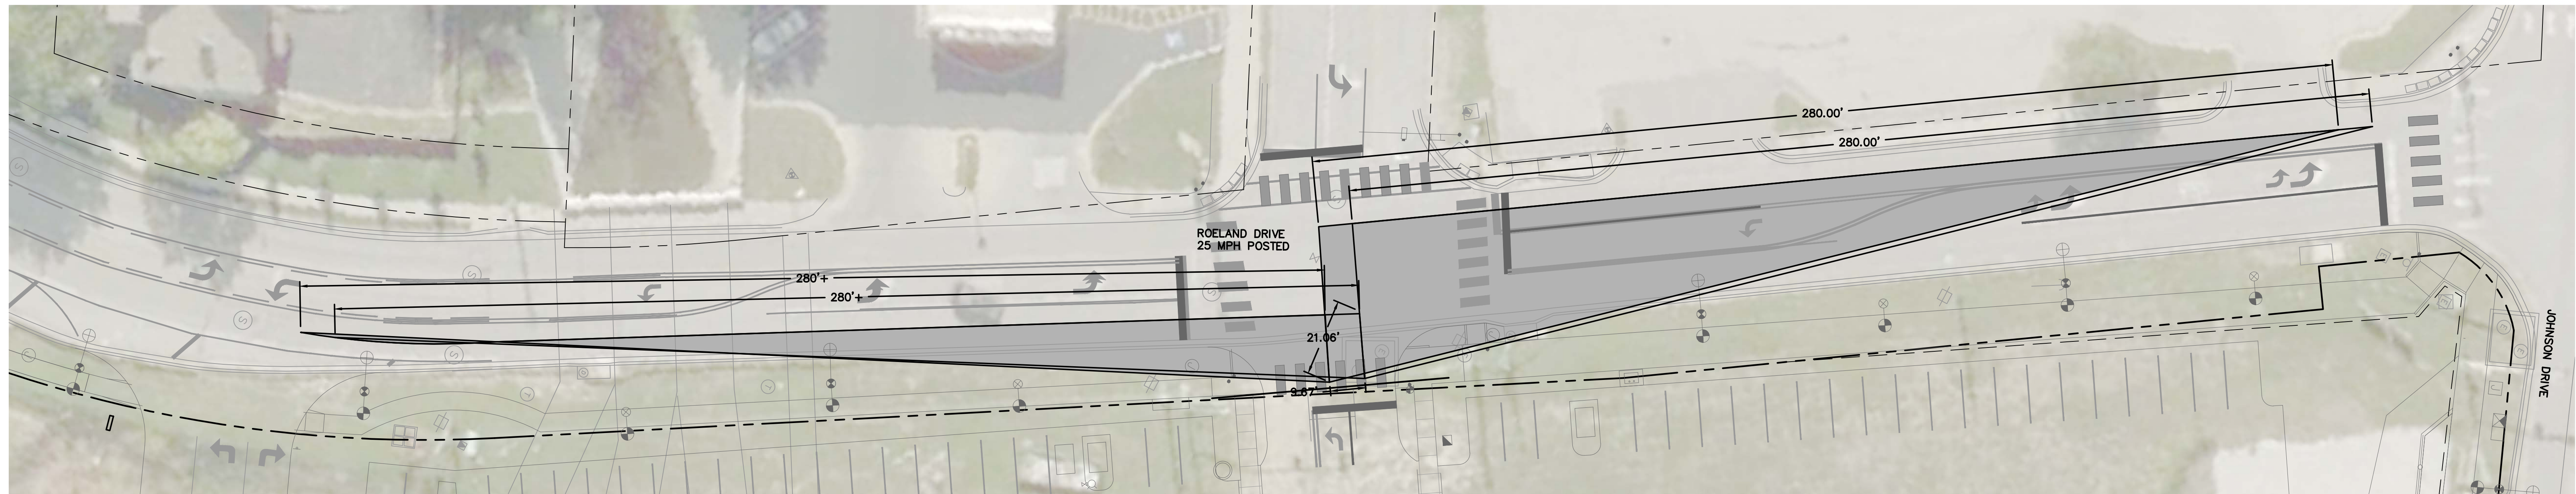 280.00'
280.00'
ROELAND DRIVE
25 MPH POSTED
280'+
280'+
21.06'
9.67'
JOHNSON DRIVE